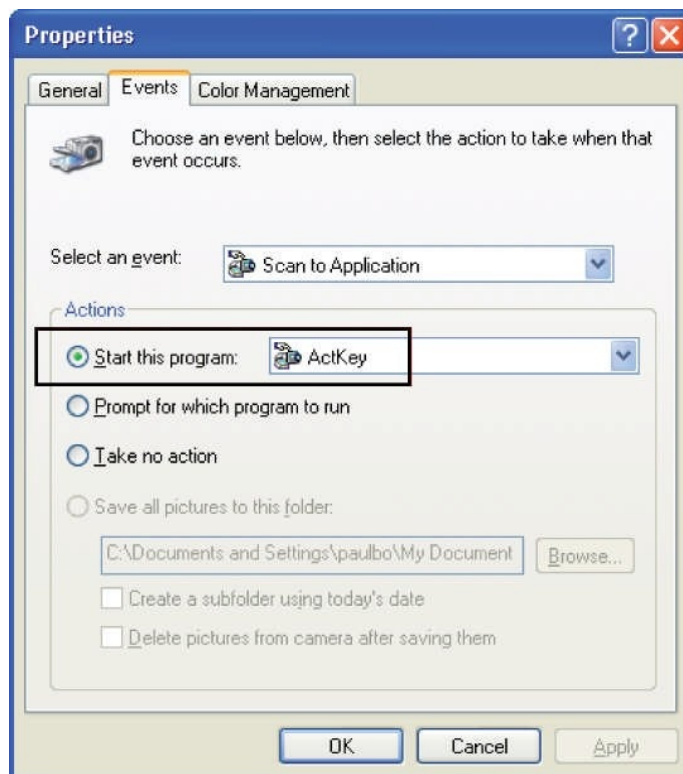 Properties
General Events Color Management
Choose an event below, then select the action to take when that
event occurs.
Select an event: Scan to Application
Actions
Start this program: ActKey
Prompt for which program to run
Take no action
Save all pictures to this folder:
C:\Documents and Settings\paulbo\My Document Browse...
Create a subfolder using today's date
Delete pictures from camera after saving them
OK Cancel Apply